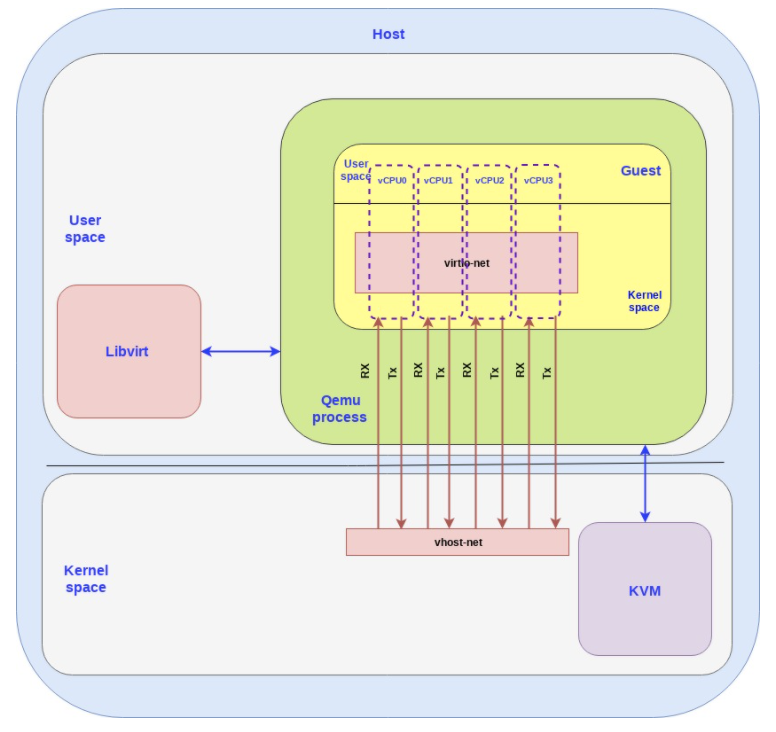 Host
User
space
vCPU0
vCPU1
vCPU2
vCPU3
Guest
User
space
virtio-net
Kernel
space
Libvirt
RX
Tx
RX
Tx
RX
Tx
RX
Tx
Qemu
process
vhost-net
Kernel
space
KVM